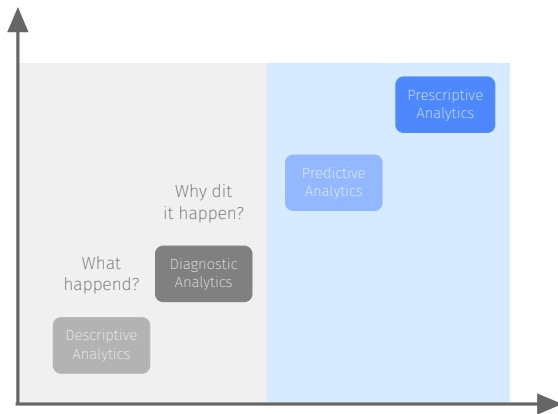 Prescriptive
Analytics
Predictive
Analytics
Why dit
it happen?
Diagnostic
Analytics
What
happend?
Descriptive
Analytics